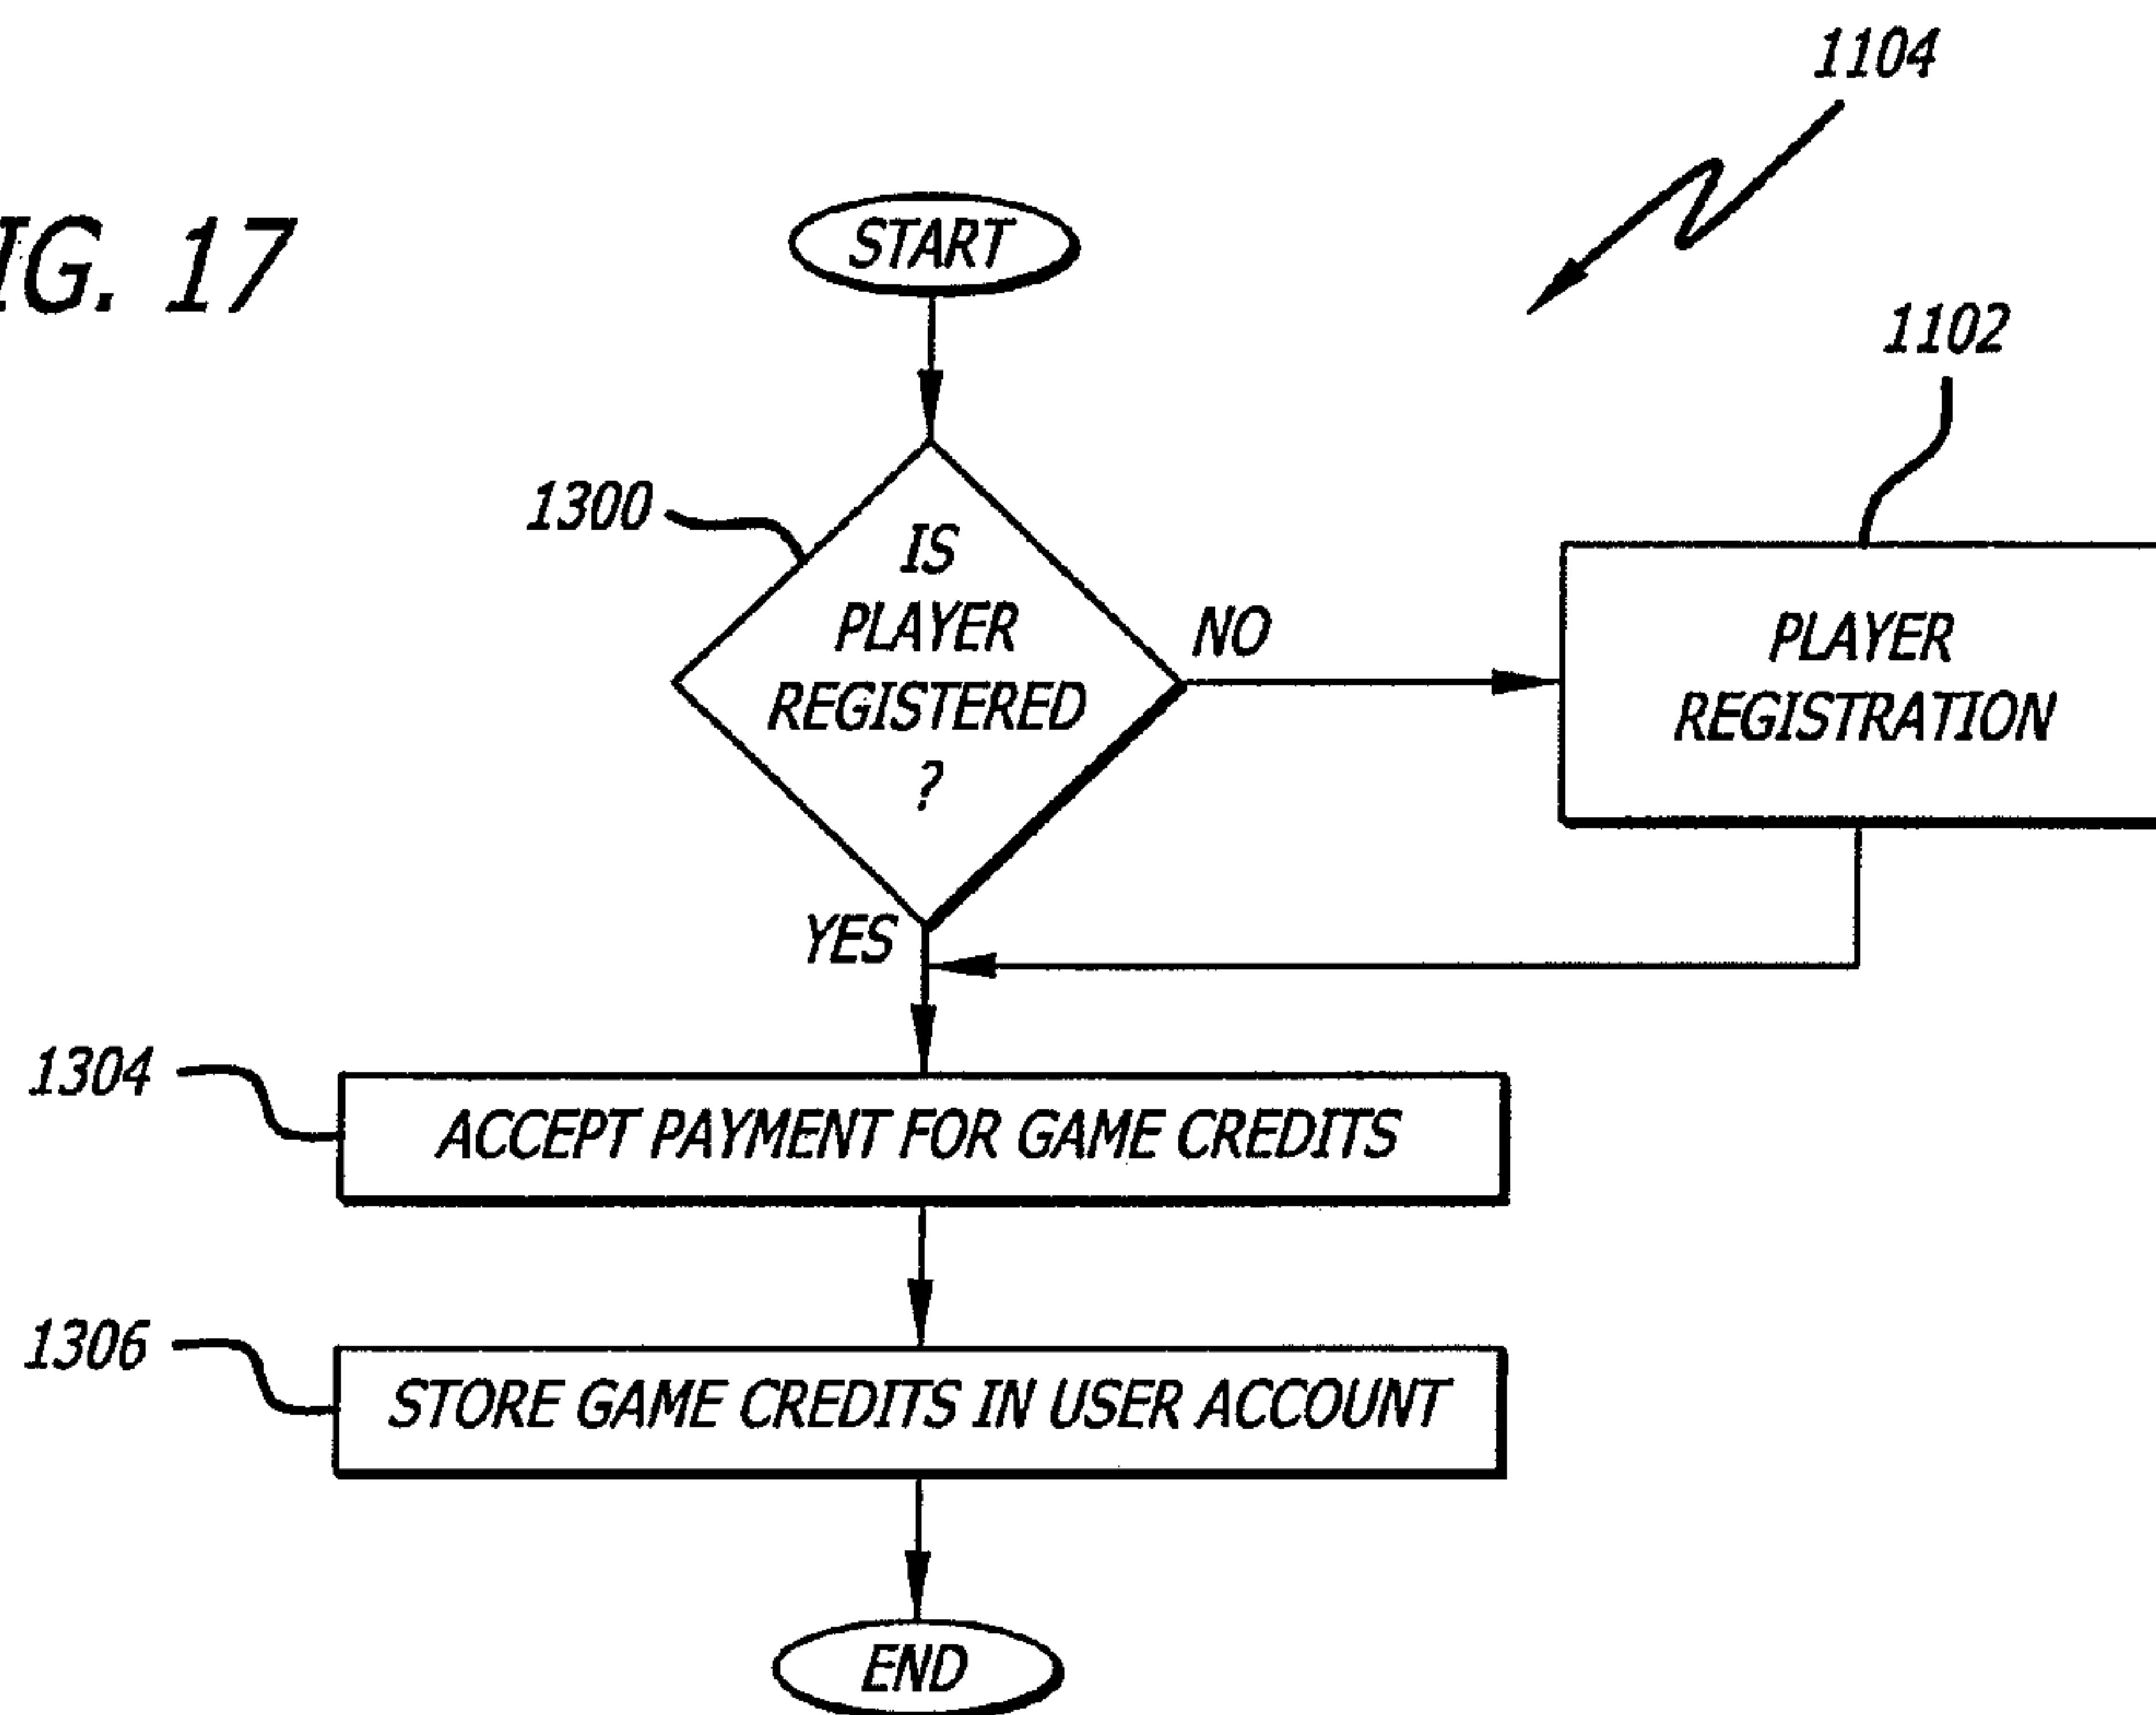 1104
IG. 17
START
1102
1300
IS
PLAYER
REGISTERED
?
NO
PLAYER
REGISTRATION
YES
1304
ACCEPT PAYMENT FOR GAME CREDITS
1306
STORE GAME CREDITS IN USER ACCOUNT
END